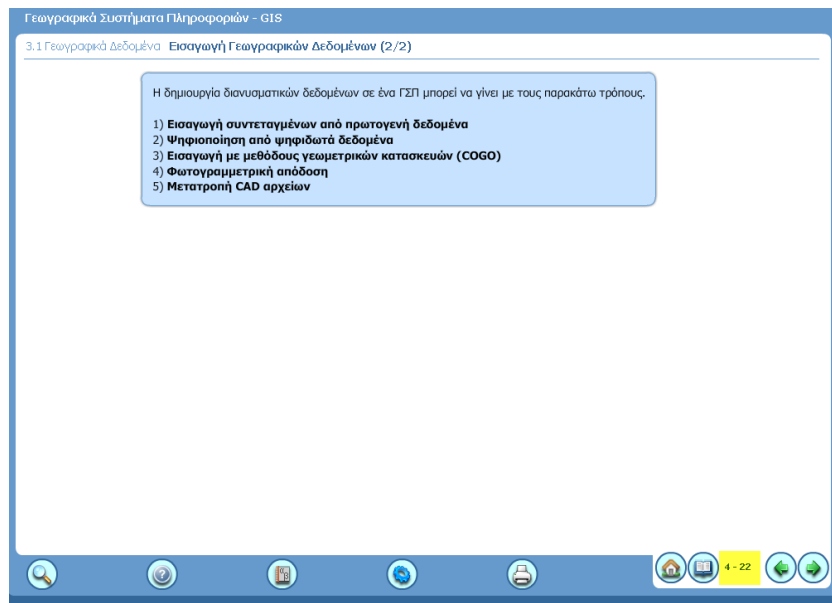 Γεωγραφικά Συστήματα Πληροφοριών - GIS
3.1 Γεωγραφικά Δεδομένα Εισαγωγή Γεωγραφικών Δεδομένων (2/2)
Η δημιουργία διανυσματικών δεδομένων σε ένα ΓΣΠ μπορεί να γίνει με τους παρακάτω τρόπους.
1) Εισαγωγή συντεταγμένων από πρωτογενή δεδομένα
2) Ψηφιοποίηση από ψηφιδωτά δεδομένα
3) Εισαγωγή με μεθόδους γεωμετρικών κατασκευών (COGO)
4) Φωτογραμμετρική απόδοση
5) Μετατροπή CAD αρχείων
4 - 22